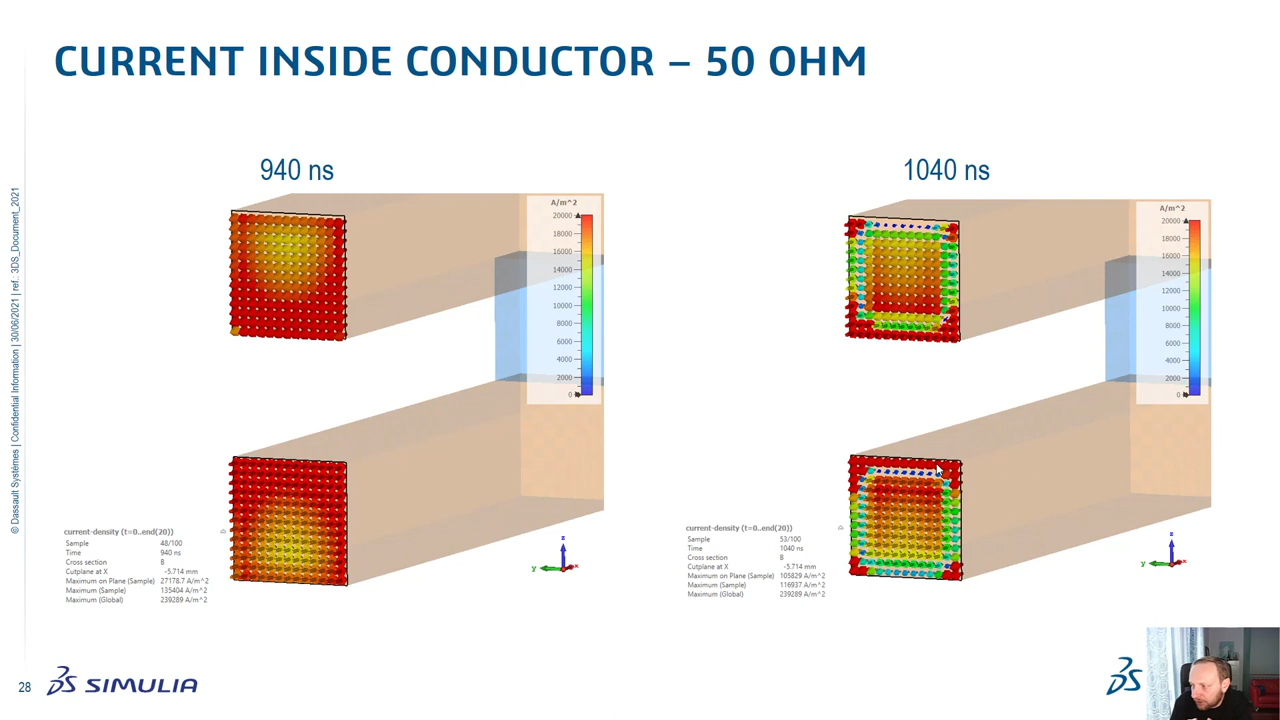 CURRENT INSIDE CONDUCTOR – 50 OHM
940 ns
1040 ns
A/m^2
20000
18000
16000
14000
12000
10000
8000
6000
4000
2000
0
A/m^2
20000
18000
16000
14000
12000
10000
8000
6000
4000
2000
0
current-density (t=0..end(20))
Sample 48/100
Time 940 ns
Cross section 8
Cutplane at X -5.714 mm
Maximum on Plane (Sample) 27178.7 A/m^2
Maximum (Sample) 135404 A/m^2
Maximum (Global) 239289 A/m^2
z
y
x
current-density (t=0..end(20))
Sample 53/100
Time 1040 ns
Cross section 8
Cutplane at X -5.714 mm
Maximum on Plane (Sample) 105829 A/m^2
Maximum (Sample) 116937 A/m^2
Maximum (Global) 239289 A/m^2
z
y
x
© Dassault Systèmes | Confidential Information | 30/06/2021 | ref.: 3DS_Document_2021
28
SIMULIA